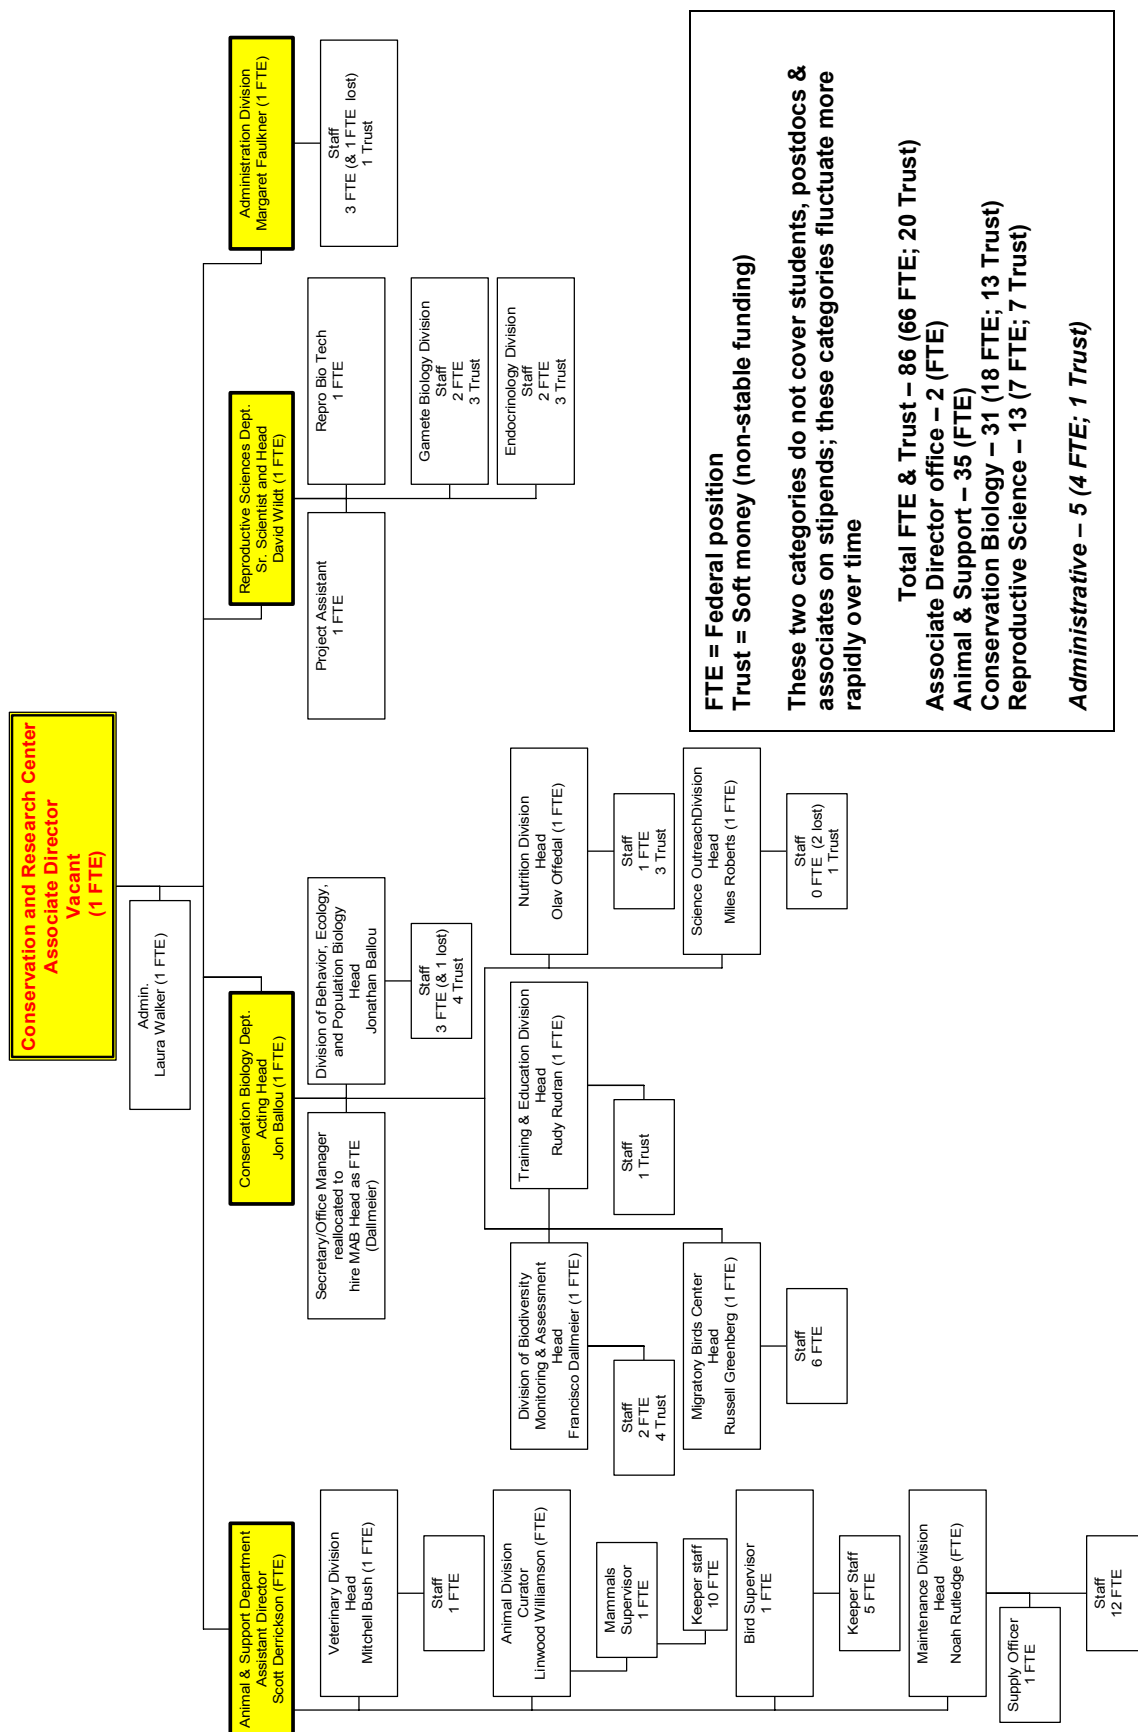 Conservation and Research Center
Associate Director
Vacant
(1 FTE)
Admin.
Laura Walker (1 FTE)
Animal & Support Department
Assistant Director
Scott Derrickson (FTE)
Veterinary Division
Head
Mitchell Bush (1 FTE)
Staff
1 FTE
Animal Division
Curator
Linwood Williamson (FTE)
Mammals
Supervisor
1 FTE
Keeper staff
10 FTE
Bird Supervisor
1 FTE
Keeper Staff
5 FTE
Maintenance Division
Head
Noah Rutledge (FTE)
Supply Officer
1 FTE
Staff
12 FTE
Conservation Biology Dept.
Acting Head
Jon Ballou (1 FTE)
Secretary/Office Manager
reallocated to
hire MAB Head as FTE
(Dallmeier)
Division of Behavior, Ecology,
and Population Biology
Head
Jonathan Ballou
Staff
3 FTE (& 1 lost)
4 Trust
Division of Biodiversity
Monitoring & Assessment
Head
Francisco Dallmeier (1 FTE)
Staff
2 FTE
4 Trust
Training & Education Division
Head
Rudy Rudran (1 FTE)
Staff
1 Trust
Nutrition Division
Head
Olav Offedal (1 FTE)
Staff
1 FTE
3 Trust
Migratory Birds Center
Head
Russell Greenberg (1 FTE)
Staff
6 FTE
Science OutreachDivision
Head
Miles Roberts (1 FTE)
Staff
0 FTE (2 lost)
1 Trust
Reproductive Sciences Dept.
Sr. Scientist and Head
David Wildt (1 FTE)
Project Assistant
1 FTE
Repro Bio Tech
1 FTE
Gamete Biology Division
Staff
2 FTE
3 Trust
Endocrinology Division
Staff
2 FTE
3 Trust
Administration Division
Margaret Faulkner (1 FTE)
Staff
3 FTE (& 1 FTE lost)
1 Trust
FTE = Federal position
Trust = Soft money (non-stable funding)
These two categories do not cover students, postdocs &
associates on stipends; these categories fluctuate more
rapidly over time
Total FTE & Trust – 86 (66 FTE; 20 Trust)
Associate Director office – 2 (FTE)
Animal & Support – 35 (FTE)
Conservation Biology – 31 (18 FTE; 13 Trust)
Reproductive Science – 13 (7 FTE; 7 Trust)
Administrative – 5 (4 FTE; 1 Trust)